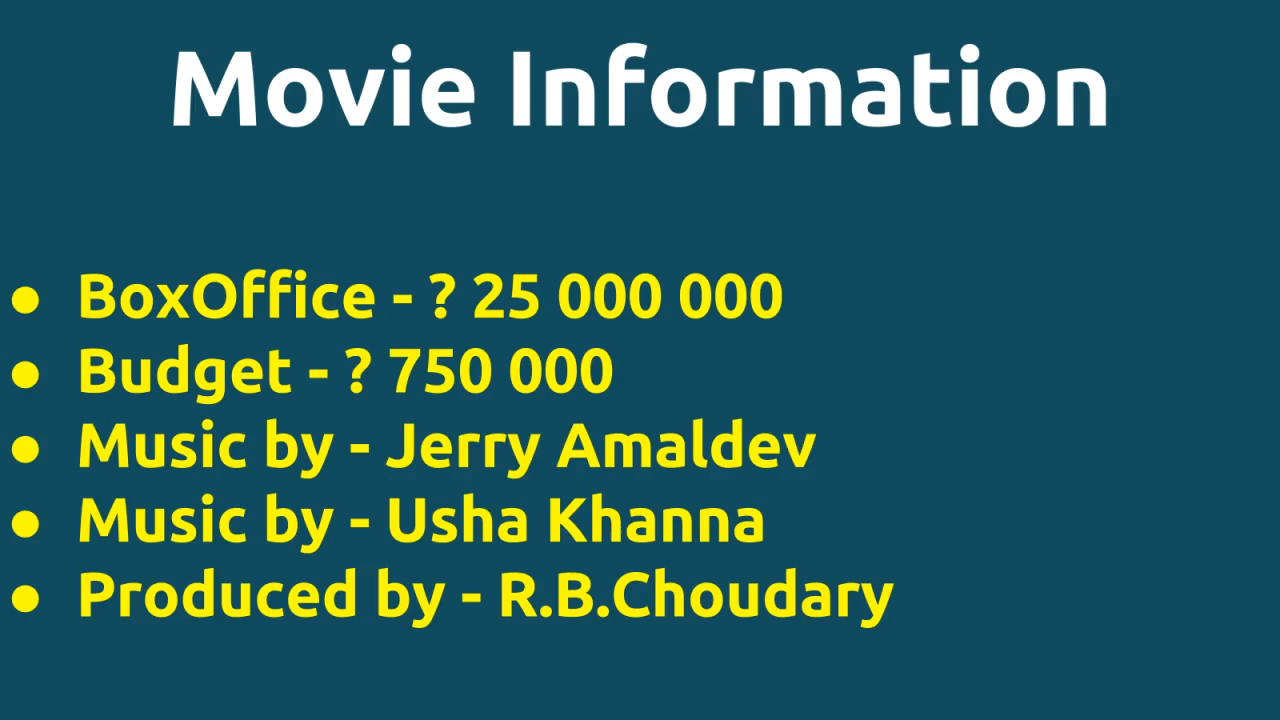 Movie Information
● BoxOffice - ? 25 000 000
● Budget - ? 750 000
● Music by - Jerry Amaldev
● Music by - Usha Khanna
● Produced by - R.B.Choudary